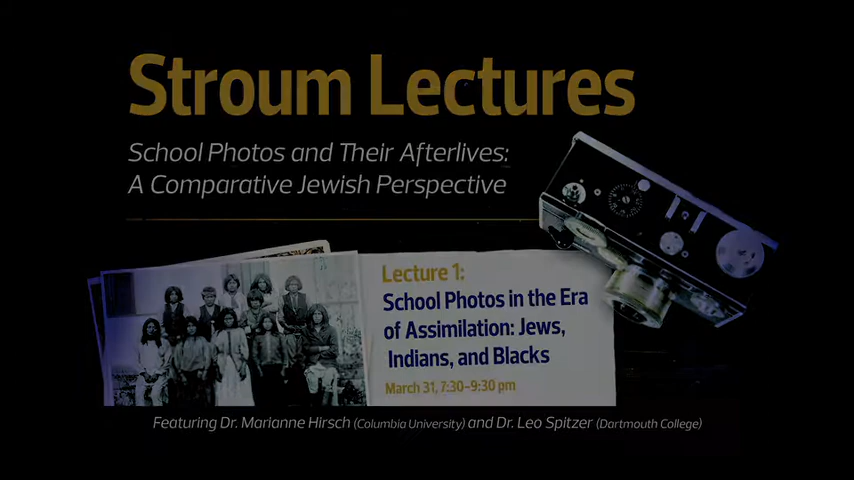 Stroum Lectures
School Photos and Their Afterlives:
A Comparative Jewish Perspective
Lecture 1:
School Photos in the Era
of Assimilation: Jews,
Indians, and Blacks
March 31, 7:30-9:30 pm
Featuring Dr. Marianne Hirsch (Columbia University) and Dr. Leo Spitzer (Dartmouth College)